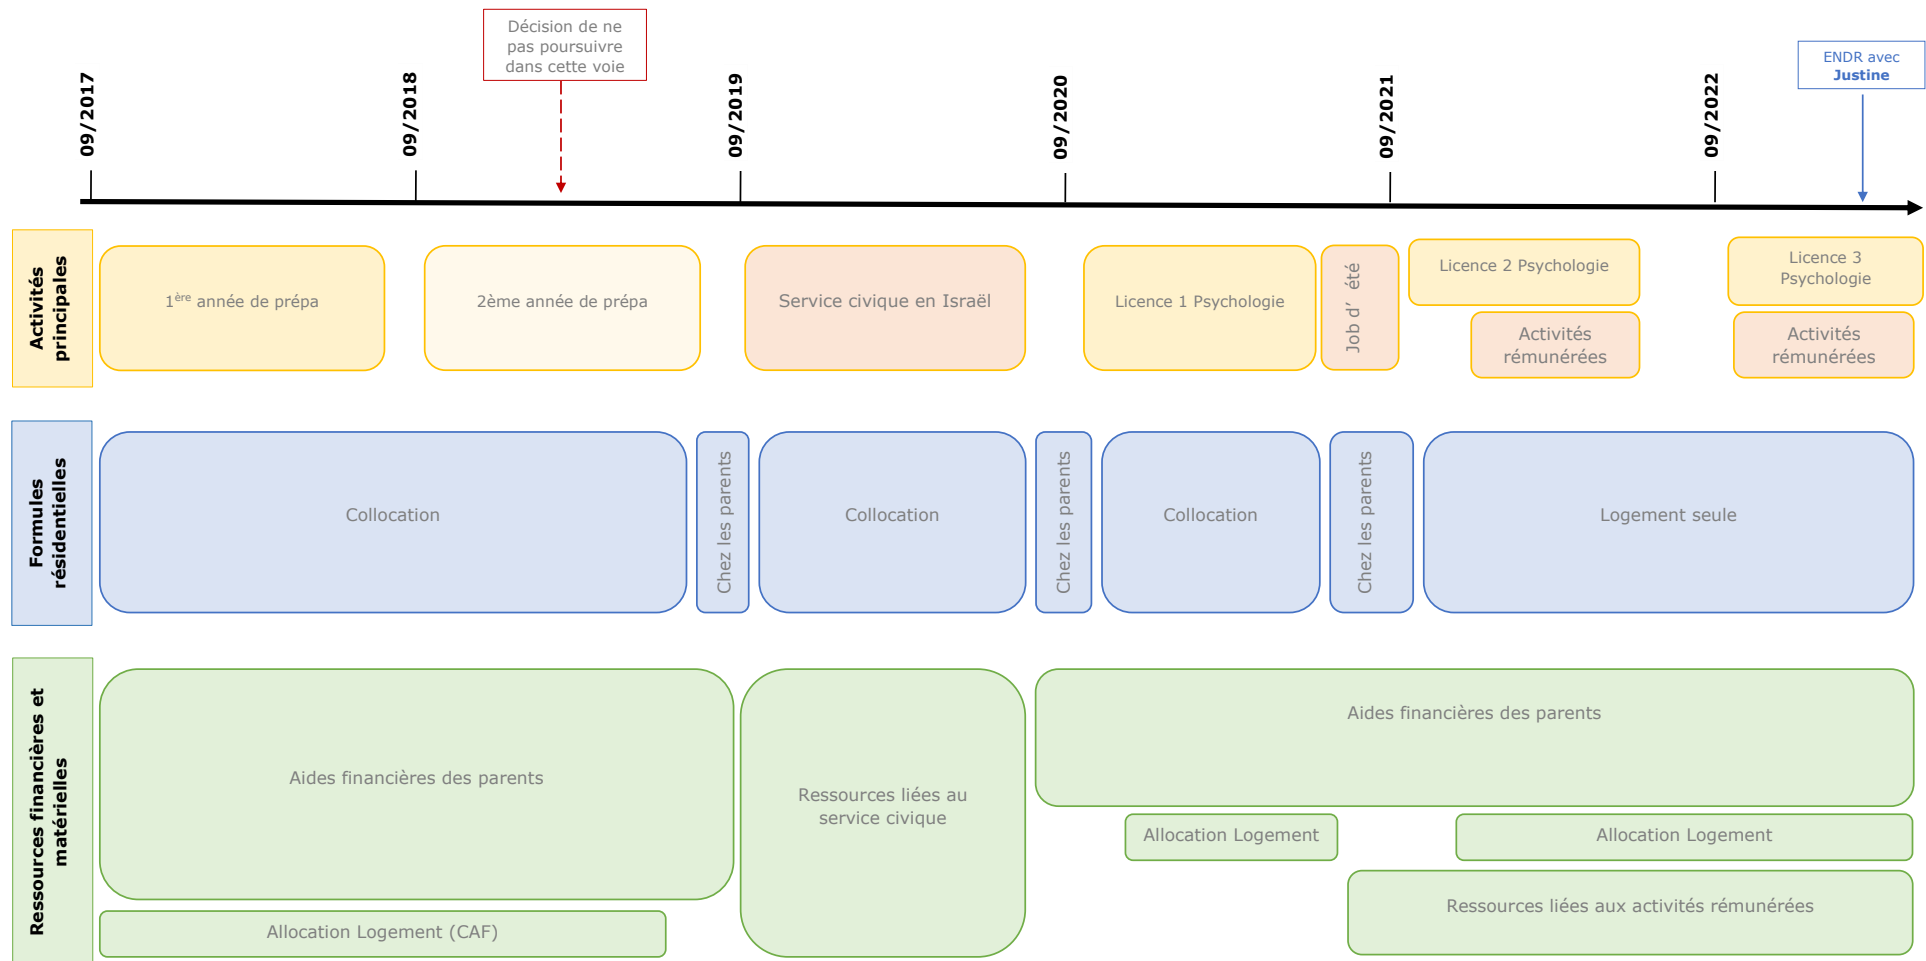 Décision de ne
pas poursuivre
dans cette voie
ENDR avec
Justine
09/2017
09/2018
09/2019
09/2020
09/2021
09/2022
Activités
principales
1ère année de prépa
2ème année de prépa
Service civique en Israël
Licence 1 Psychologie
Job d’ été
Licence 2 Psychologie
Activités
rémunérées
Licence 3
Psychologie
Activités
rémunérées
Formules
résidentielles
Collocation
Chez les parents
Collocation
Chez les parents
Collocation
Chez les parents
Logement seule
Ressources financières et
matérielles
Aides financières des parents
Allocation Logement (CAF)
Ressources liées au
service civique
Aides financières des parents
Allocation Logement
Allocation Logement
Ressources liées aux activités rémunérées